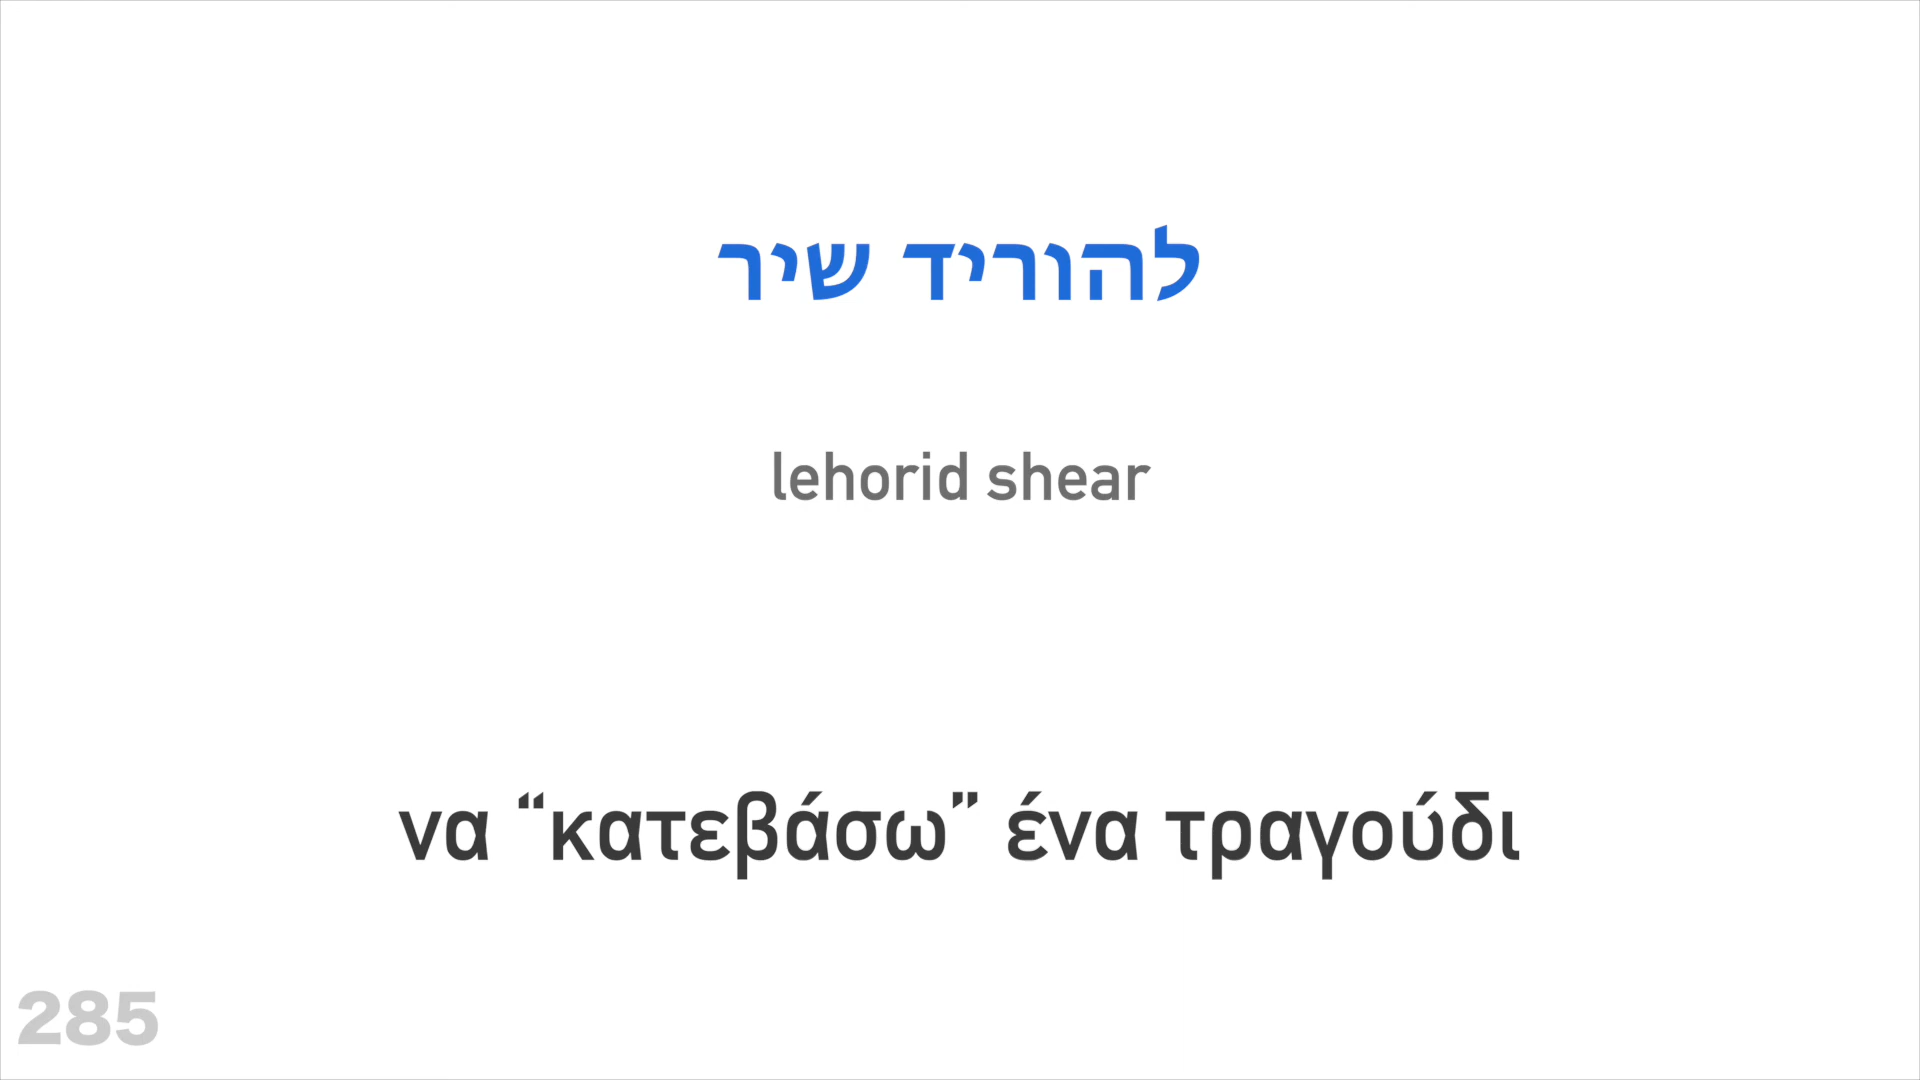 להוריד שיר
lehorid shear
να “κατεβάσω” ένα τραγούδι
285